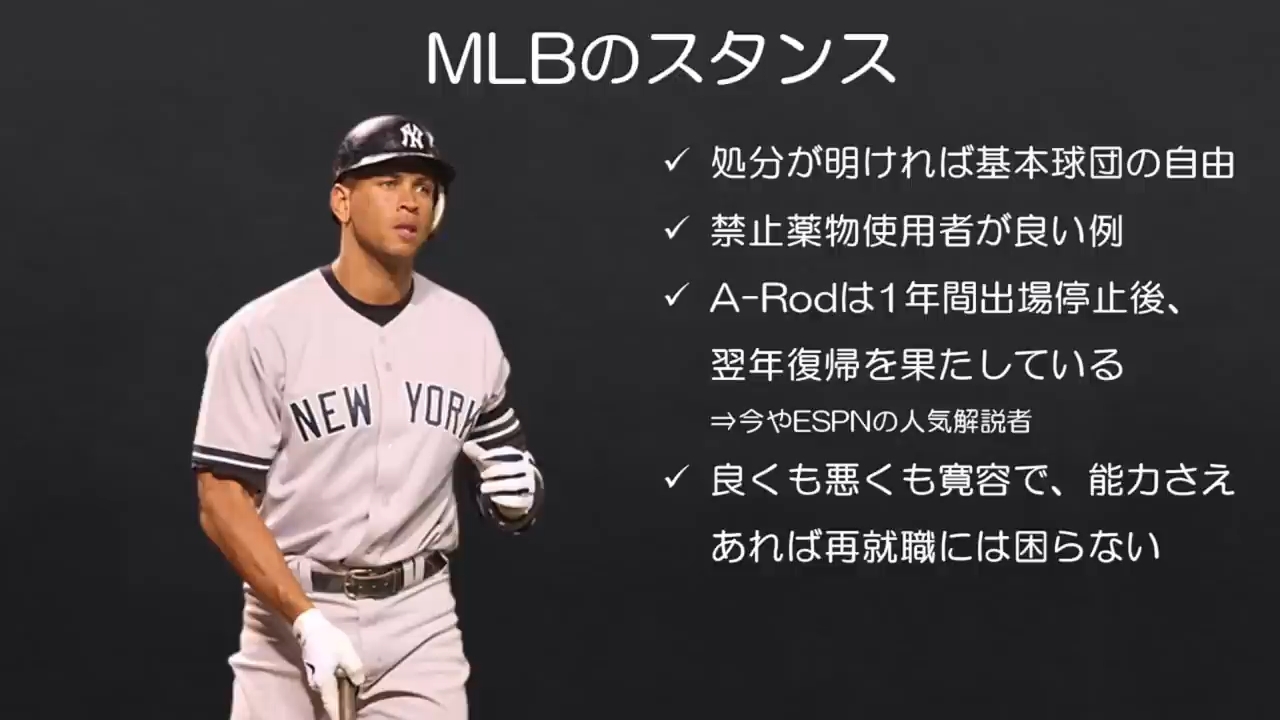 MLBのスタンス
NY
NEW YORK
✓ 処分が明ければ基本球団の自由
✓ 禁止薬物使用者が良い例
✓ A-Rodは1年間出場停止後、
翌年復帰を果たしている
⇒今やESPNの人気解説者
✓ 良くも悪くも寛容で、能力さえ
あれば再就職には困らない